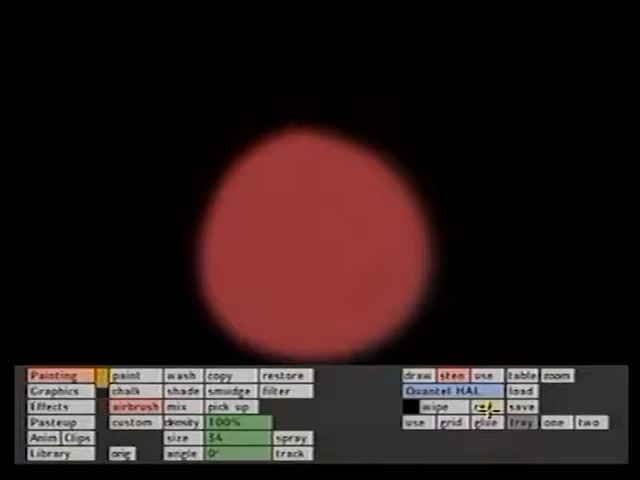 Painting paint wash copy restore draw sten use table zoom
Graphics chalk shade smudge filter Quantel HAL load
Effects airbrush mix pick up wipe save
Pasteup custom density 100% use grid glue tray one two
Anim Clips size 34 spray
Library orig angle 0° track